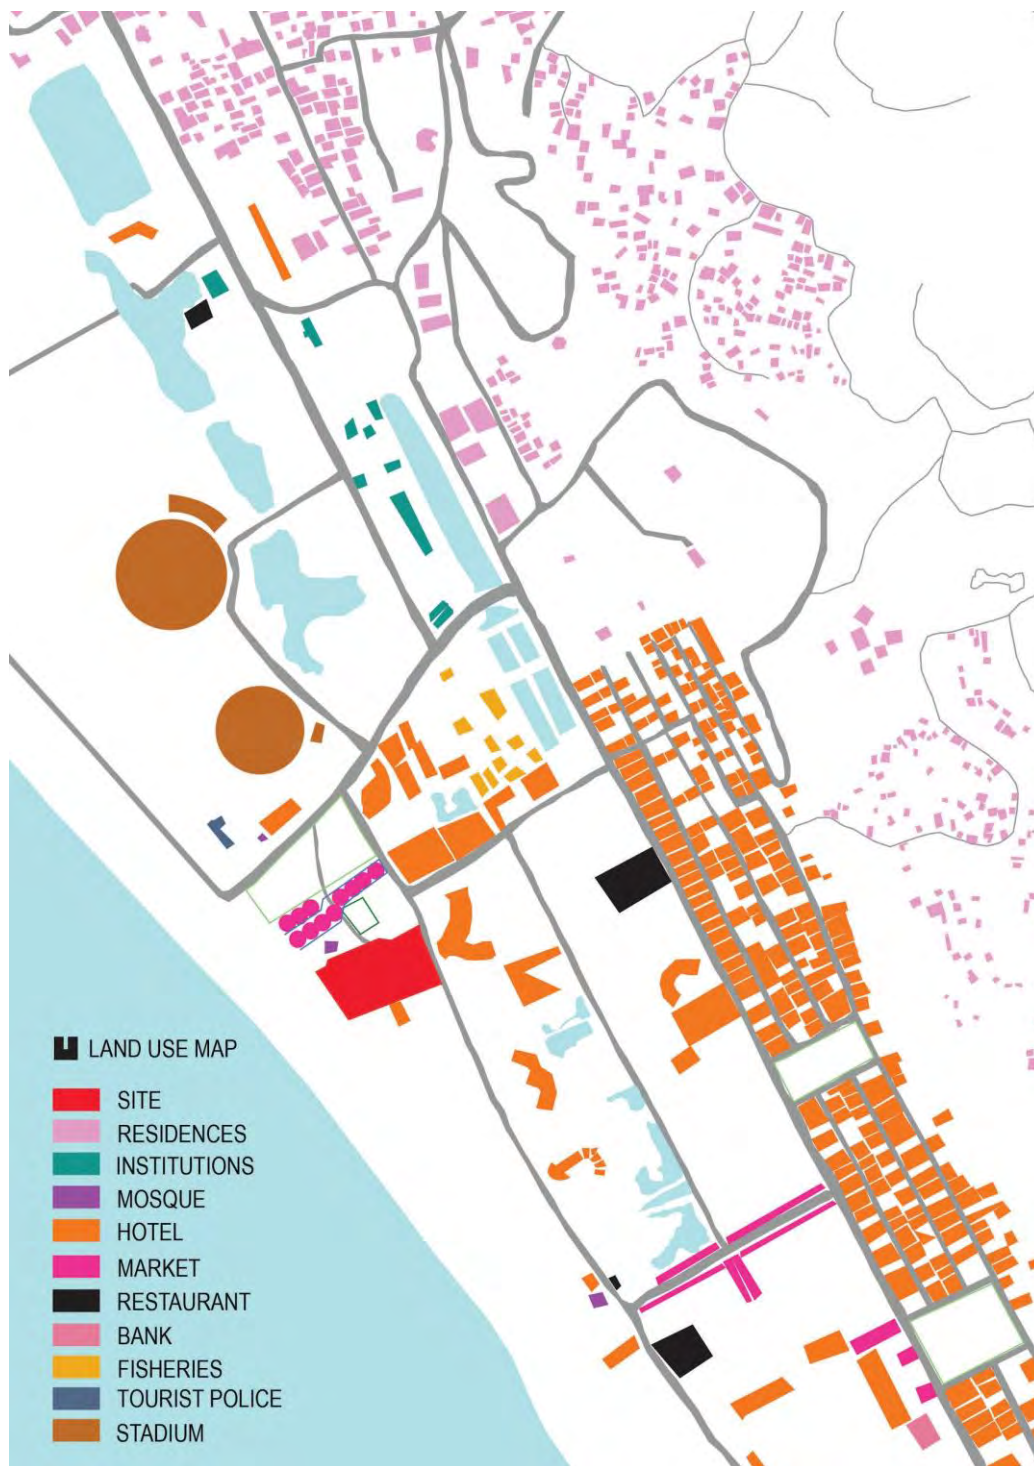 LAND USE MAP
SITE
RESIDENCES
INSTITUTIONS
MOSQUE
HOTEL
MARKET
RESTAURANT
BANK
FISHERIES
TOURIST POLICE
STADIUM